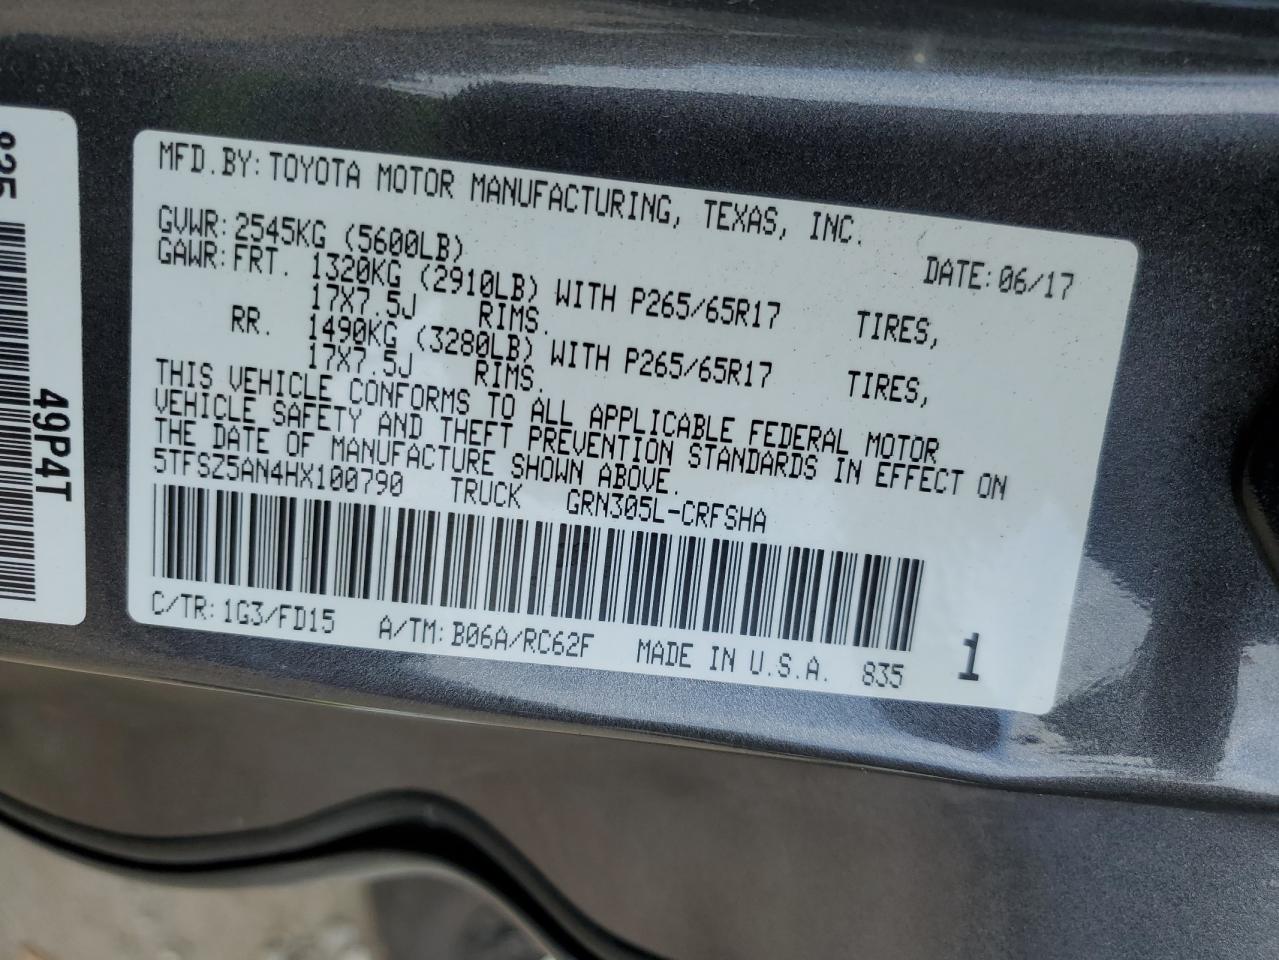 MFD.BY:TOYOTA MOTOR MANUFACTURING, TEXAS, INC.
GVWR:2545KG (5600LB) DATE:06/17
GAWR:FRT. 1320KG (2910LB) WITH P265/65R17 TIRES,
17X7.5J RIMS.
RR. 1490KG (3280LB) WITH P265/65R17 TIRES,
17X7.5J RIMS.
THIS VEHICLE CONFORMS TO ALL APPLICABLE FEDERAL MOTOR
VEHICLE SAFETY AND THEFT PREVENTION STANDARDS IN EFFECT ON
THE DATE OF MANUFACTURE SHOWN ABOVE.
5TFSZ5AN4HX100790 TRUCK GRN305L-CRFSHA
C/TR:1G3/FD15 A/TM:B06A/RC62F MADE IN U.S.A. 835 1
49P4T